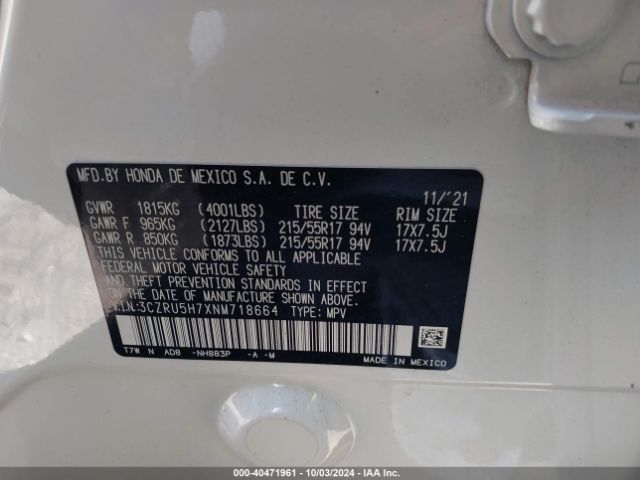 MFD.BY HONDA DE MEXICO S.A. DE C.V.
11/'21
GVWR 1815KG (4001LBS) TIRE SIZE RIM SIZE
GAWR F 965KG (2127LBS) 215/55R17 94V 17X7.5J
GAWR R 850KG (1873LBS) 215/55R17 94V 17X7.5J
THIS VEHICLE CONFORMS TO ALL APPLICABLE
FEDERAL MOTOR VEHICLE SAFETY
AND THEFT PREVENTION STANDARDS IN EFFECT ON THE
DATE OF MANUFACTURE SHOWN ABOVE.
V.I.N:3CZRU5H7XNM718664 TYPE: MPV
T7W N AD8 -NH883P -A -M
MADE IN MEXICO
000-40471961 - 10/03/2024 - IAA Inc.